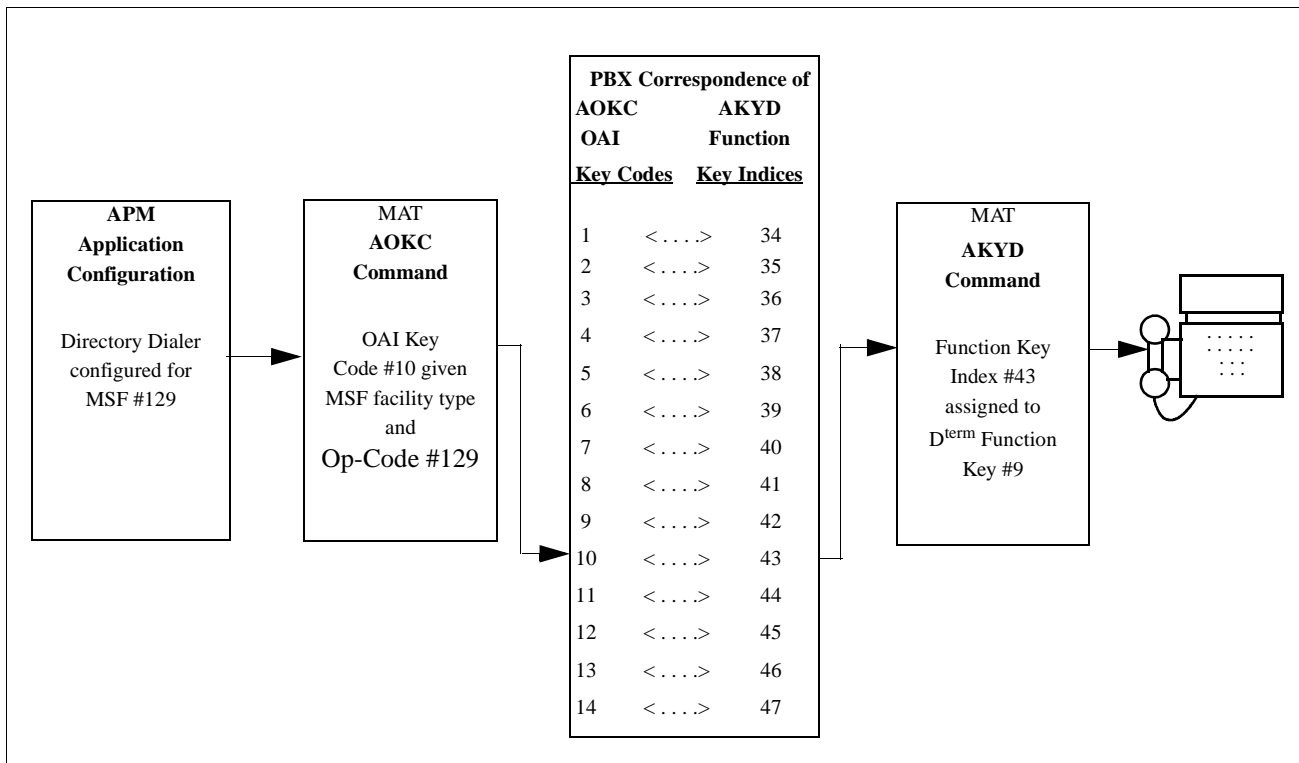 APM
Application
Configuration
Directory Dialer
configured for
MSF #129
MAT
AOKC
Command
OAI Key
Code #10 given
MSF facility type
and
Op-Code #129
PBX Correspondence of
AOKC AKYD
OAI Function
Key Codes Key Indices
1 < . . . .> 34
2 < . . . .> 35
3 < . . . .> 36
4 < . . . .> 37
5 < . . . .> 38
6 < . . . .> 39
7 < . . . .> 40
8 < . . . .> 41
9 < . . . .> 42
10 < . . . .> 43
11 < . . . .> 44
12 < . . . .> 45
13 < . . . .> 46
14 < . . . .> 47
MAT
AKYD
Command
Function Key
Index #43
assigned to
Dterm Function
Key #9